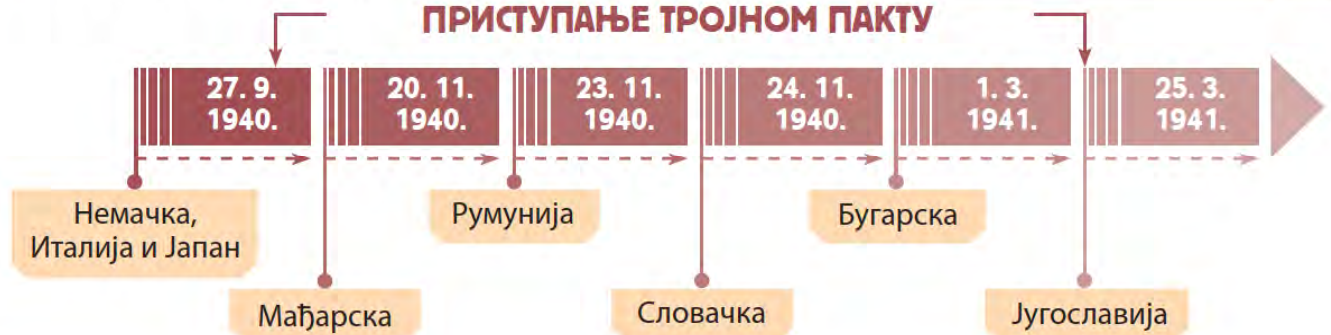 ПРИСТУПАЊЕ ТРОЈНОМ ПАКТУ
27. 9.
1940.
20. 11.
1940.
23. 11.
1940.
24. 11.
1940.
1. 3.
1941.
25. 3.
1941.
Немачка,
Италија и Јапан
Румунија
Бугарска
Мађарска
Словачка
Југославија